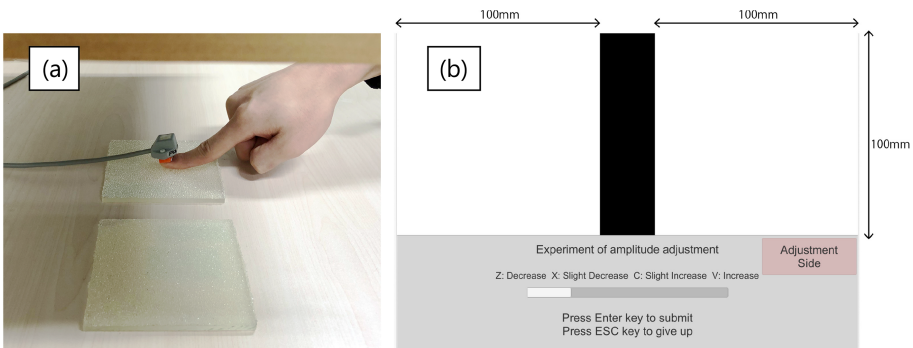 (a)
100mm
100mm
(b)
100mm
Experiment of amplitude adjustment
Adjustment
Side
Z: Decrease X: Slight Decrease C: Slight Increase V: Increase
Press Enter key to submit
Press ESC key to give up